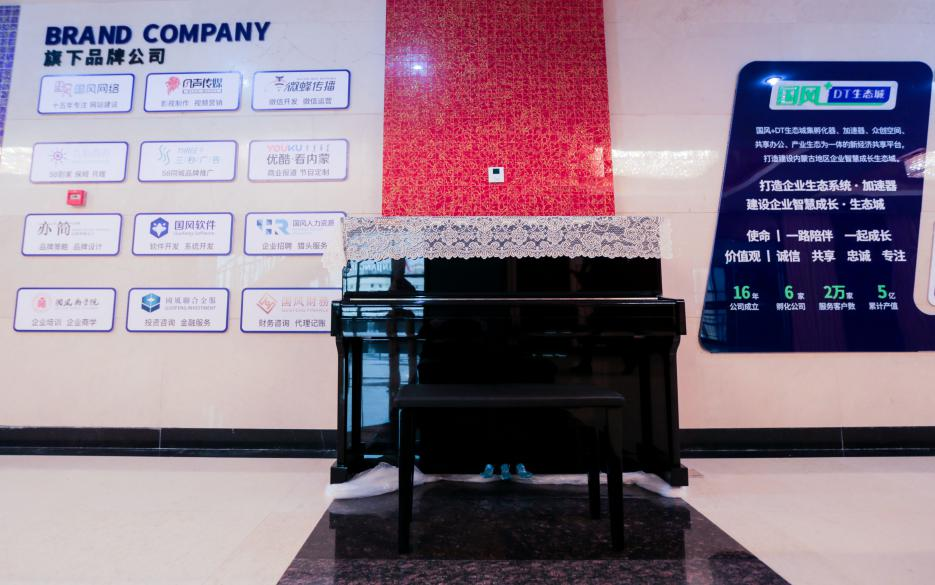 BRAND COMPANY
旗下品牌公司
国风网络
十五年专注 网站建设
风声传媒
影视制作 视频营销
微蜂传播
微信开发 微信运营
58到家 保姆 月嫂
三秒广告
58同城品牌推广
YOUKU
优酷·看内蒙
商业报道 节目定制
亦简
品牌策略 品牌设计
国风软件
软件开发 系统开发
HR 国风人力资源
企业招聘 猎头服务
国风商学院
企业培训 企业商学
國風聯合金服
投资咨询 金融服务
国风財務
财务咨询 代理记账
国风+ DT生态城
国风+DT生态城集孵化器、加速器、众创空间、
共享办公、产业生态为一体的新经济共享平台,
打造建设内蒙古地区企业智慧成长生态城。
打造企业生态系统·加速器
建设企业智慧成长·生态城
使命 | 一路陪伴 一起成长
价值观 | 诚信 共享 忠诚 专注
16年 6家 2万家 5亿
公司成立 孵化公司 服务客户数 累计产值